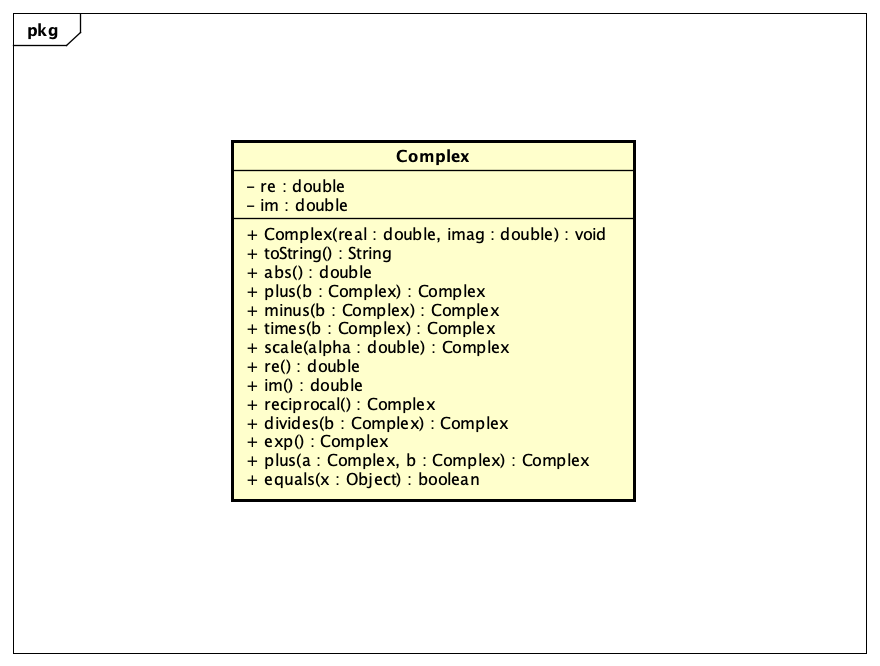 pkg
Complex
- re : double
- im : double
+ Complex(real : double, imag : double) : void
+ toString() : String
+ abs() : double
+ plus(b : Complex) : Complex
+ minus(b : Complex) : Complex
+ times(b : Complex) : Complex
+ scale(alpha : double) : Complex
+ re() : double
+ im() : double
+ reciprocal() : Complex
+ divides(b : Complex) : Complex
+ exp() : Complex
+ plus(a : Complex, b : Complex) : Complex
+ equals(x : Object) : boolean